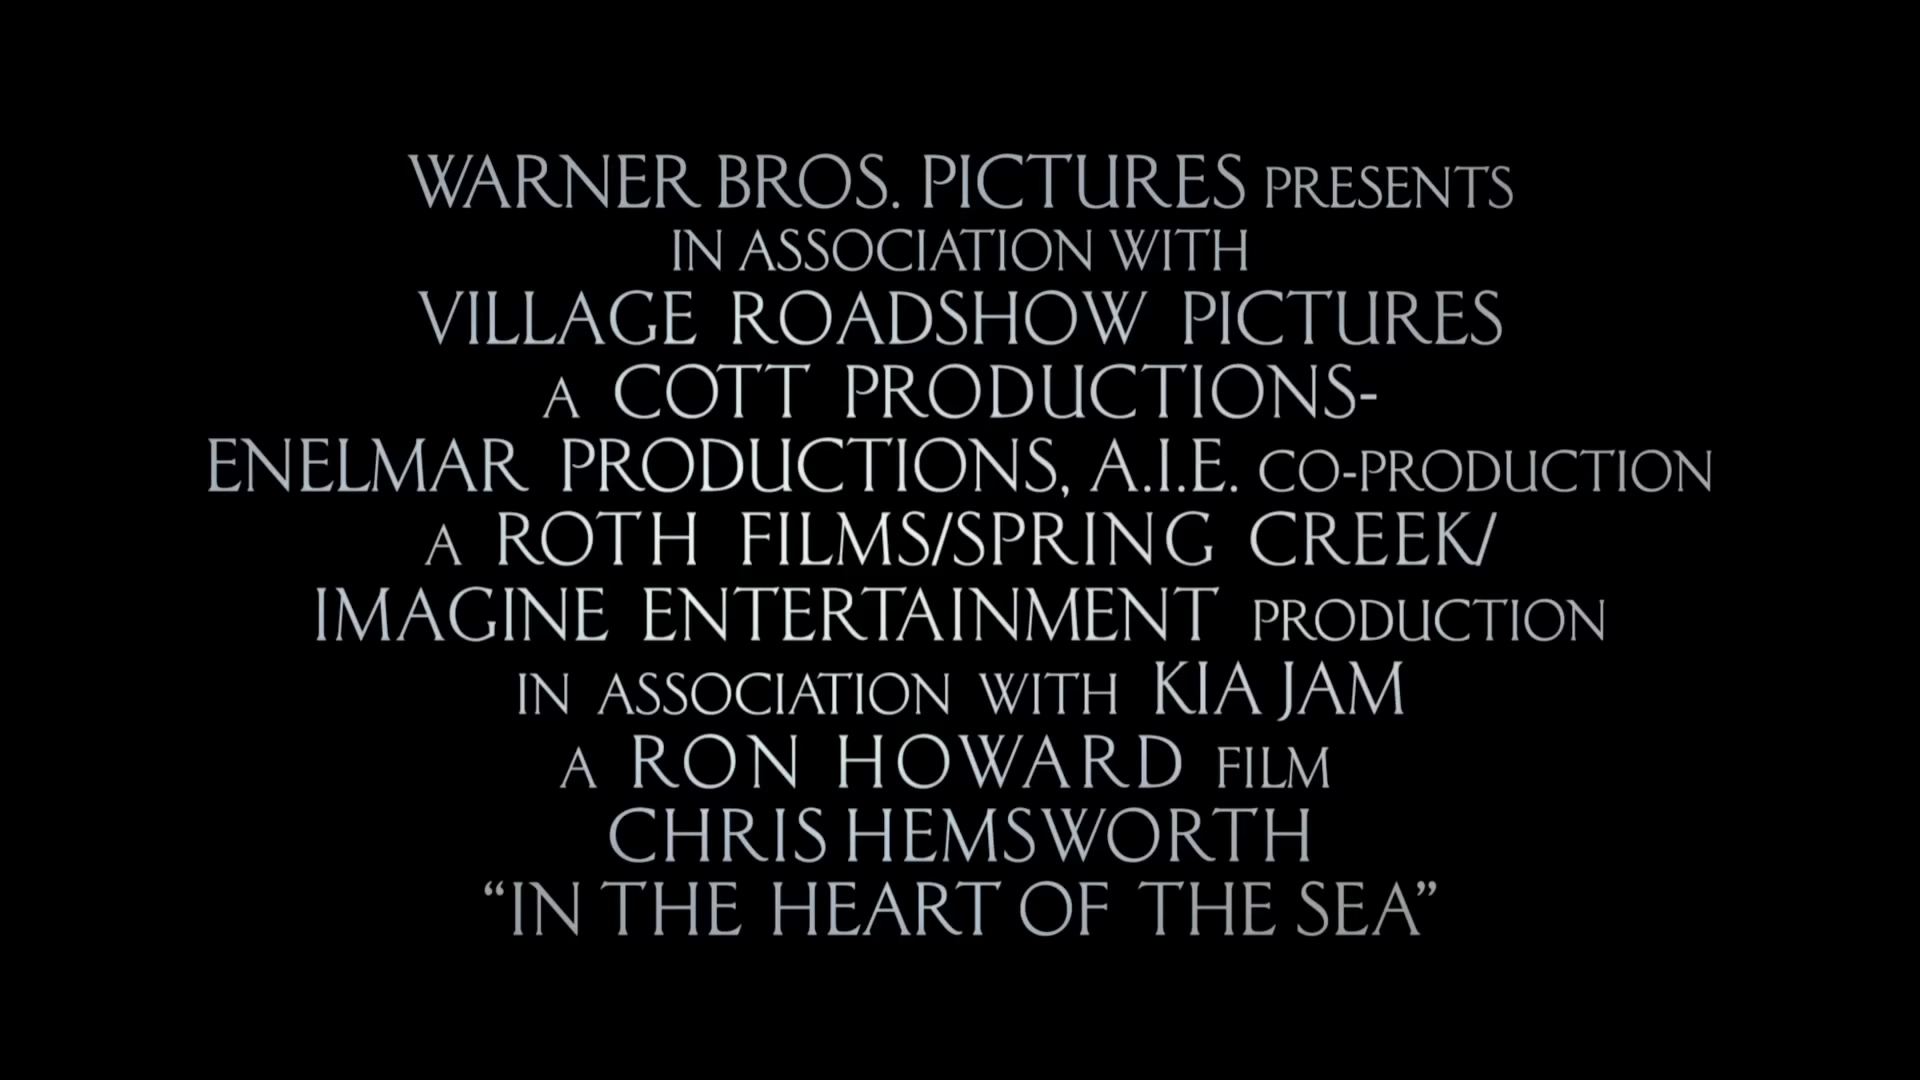 WARNER BROS. PICTURES PRESENTS
IN ASSOCIATION WITH
VILLAGE ROADSHOW PICTURES
A COTT PRODUCTIONS-
ENELMAR PRODUCTIONS, A.I.E. CO-PRODUCTION
A ROTH FILMS/SPRING CREEK/
IMAGINE ENTERTAINMENT PRODUCTION
IN ASSOCIATION WITH KIA JAM
A RON HOWARD FILM
CHRIS HEMSWORTH
“IN THE HEART OF THE SEA”